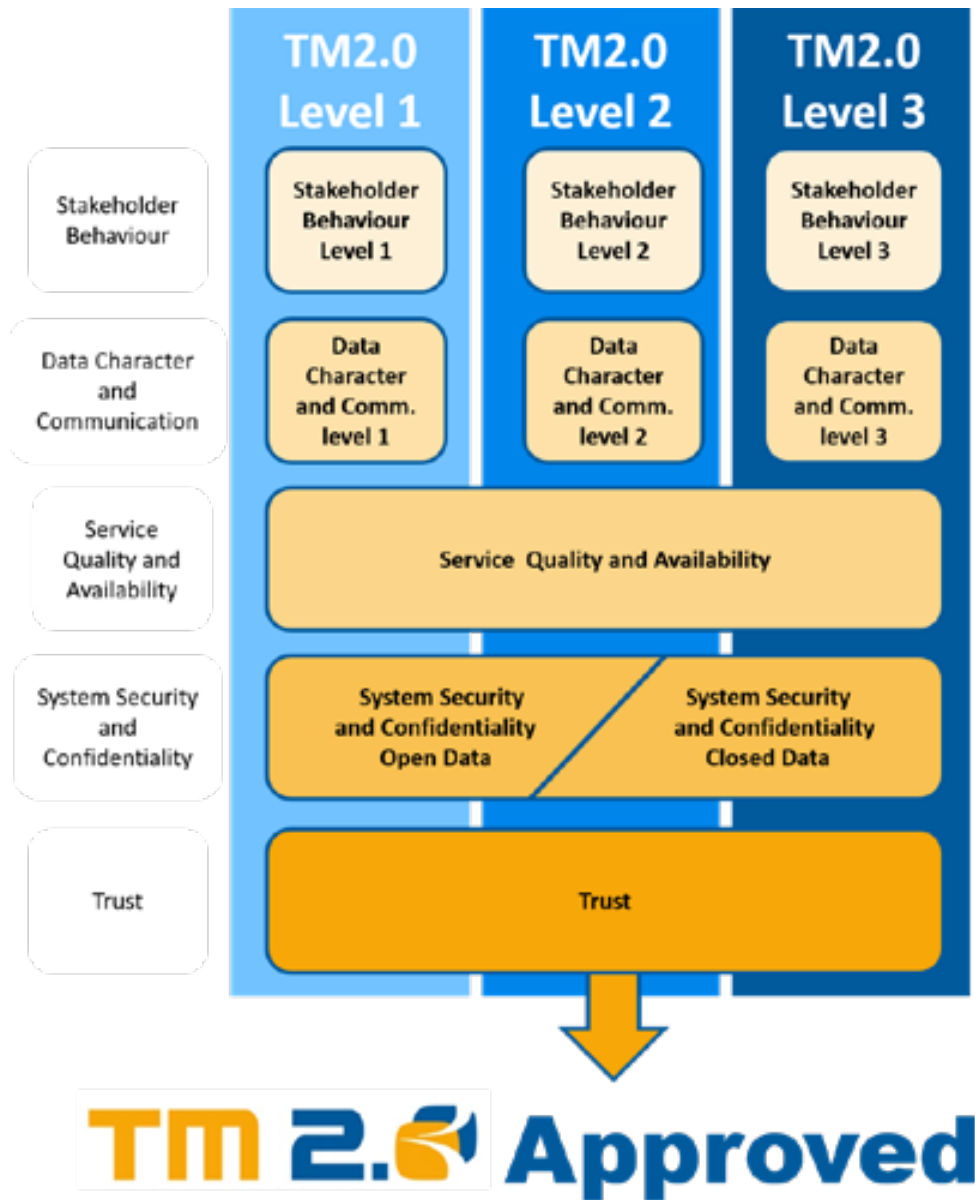 TM2.0
Level 1
TM2.0
Level 2
TM2.0
Level 3
Stakeholder
Behaviour
Stakeholder
Behaviour
Level 1
Stakeholder
Behaviour
Level 2
Stakeholder
Behaviour
Level 3
Data Character
and
Communication
Data
Character
and Comm.
level 1
Data
Character
and Comm.
level 2
Data
Character
and Comm.
level 3
Service
Quality and
Availability
Service Quality and Availability
System Security
and
Confidentiality
System Security
and Confidentiality
Open Data
System Security
and Confidentiality
Closed Data
Trust
Trust
TM 2.0 Approved